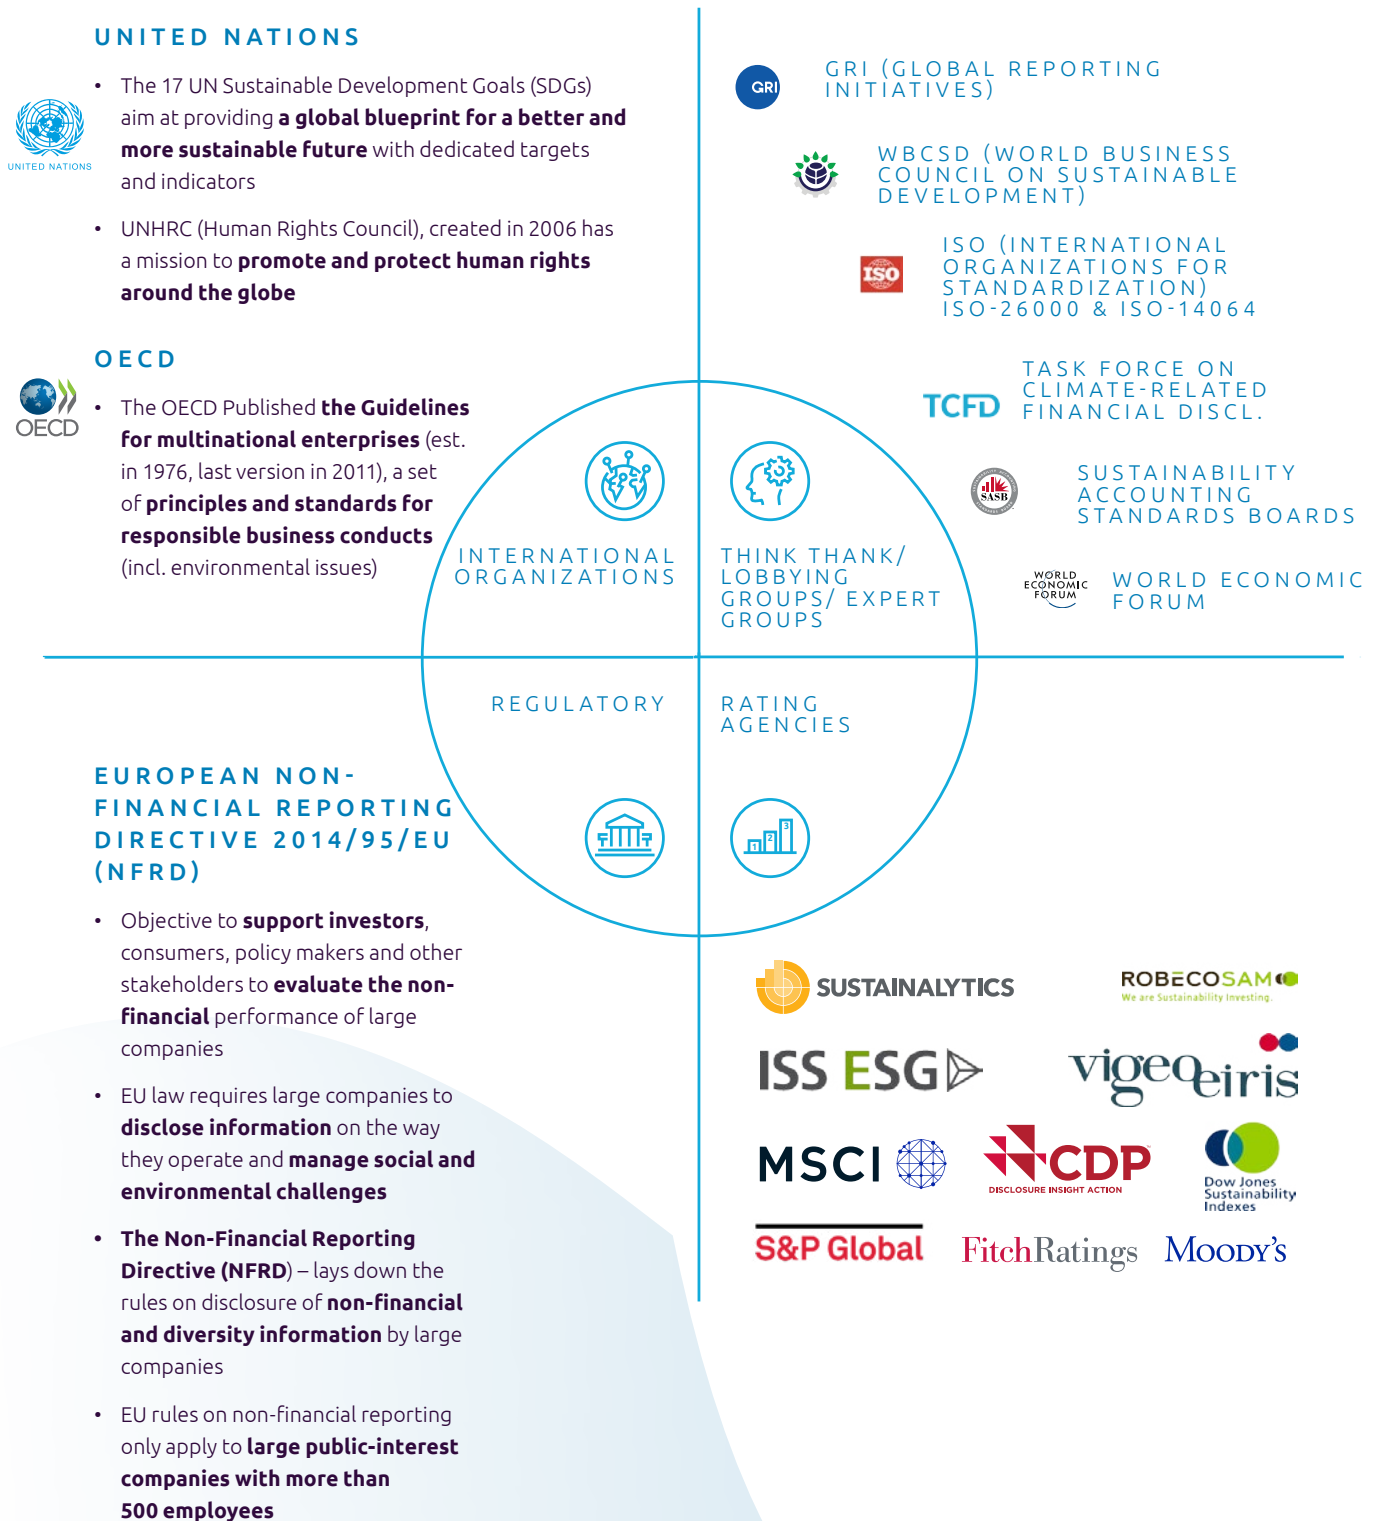 UNITED NATIONS
UNITED NATIONS
• The 17 UN Sustainable Development Goals (SDGs)
aim at providing a global blueprint for a better and
more sustainable future with dedicated targets
and indicators
• UNHRC (Human Rights Council), created in 2006 has
a mission to promote and protect human rights
around the globe
OECD
OECD
• The OECD Published the Guidelines
for multinational enterprises (est.
in 1976, last version in 2011), a set
of principles and standards for
responsible business conducts
(incl. environmental issues)
GRI
GRI (GLOBAL REPORTING
INITIATIVES)
WBCSD (WORLD BUSINESS
COUNCIL ON SUSTAINABLE
DEVELOPMENT)
ISO
ISO (INTERNATIONAL
ORGANIZATIONS FOR
STANDARDIZATION)
ISO-26000 & ISO-14064
TCFD
TASK FORCE ON
CLIMATE-RELATED
FINANCIAL DISCL.
SASB
SUSTAINABILITY
ACCOUNTING
STANDARDS BOARDS
WORLD
ECONOMIC
FORUM
WORLD ECONOMIC
FORUM
INTERNATIONAL
ORGANIZATIONS
THINK THANK/
LOBBYING
GROUPS/ EXPERT
GROUPS
REGULATORY
RATING
AGENCIES
1 2 3
EUROPEAN NON-
FINANCIAL REPORTING
DIRECTIVE 2014/95/EU
(NFRD)
• Objective to support investors,
consumers, policy makers and other
stakeholders to evaluate the non-
financial performance of large
companies
• EU law requires large companies to
disclose information on the way
they operate and manage social and
environmental challenges
• The Non-Financial Reporting
Directive (NFRD) – lays down the
rules on disclosure of non-financial
and diversity information by large
companies
• EU rules on non-financial reporting
only apply to large public-interest
companies with more than
500 employees
SUSTAINALYTICS
ROBECOSAM
We are Sustainability Investing.
ISS ESG
vigeoeiris
MSCI
CDP
DISCLOSURE INSIGHT ACTION
Dow Jones
Sustainability
Indexes
S&P Global
FitchRatings
MOODY'S